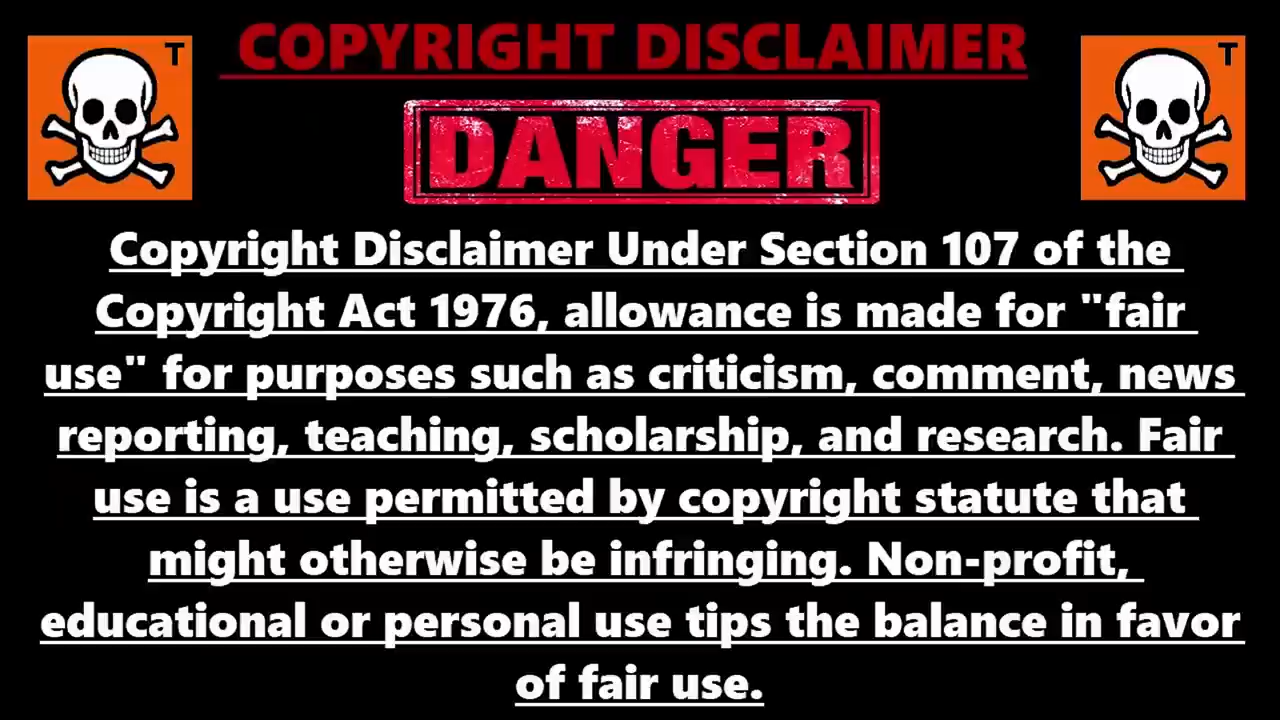 T COPYRIGHT DISCLAIMER T
DANGER
Copyright Disclaimer Under Section 107 of the
Copyright Act 1976, allowance is made for "fair
use" for purposes such as criticism, comment, news
reporting, teaching, scholarship, and research. Fair
use is a use permitted by copyright statute that
might otherwise be infringing. Non-profit,
educational or personal use tips the balance in favor
of fair use.